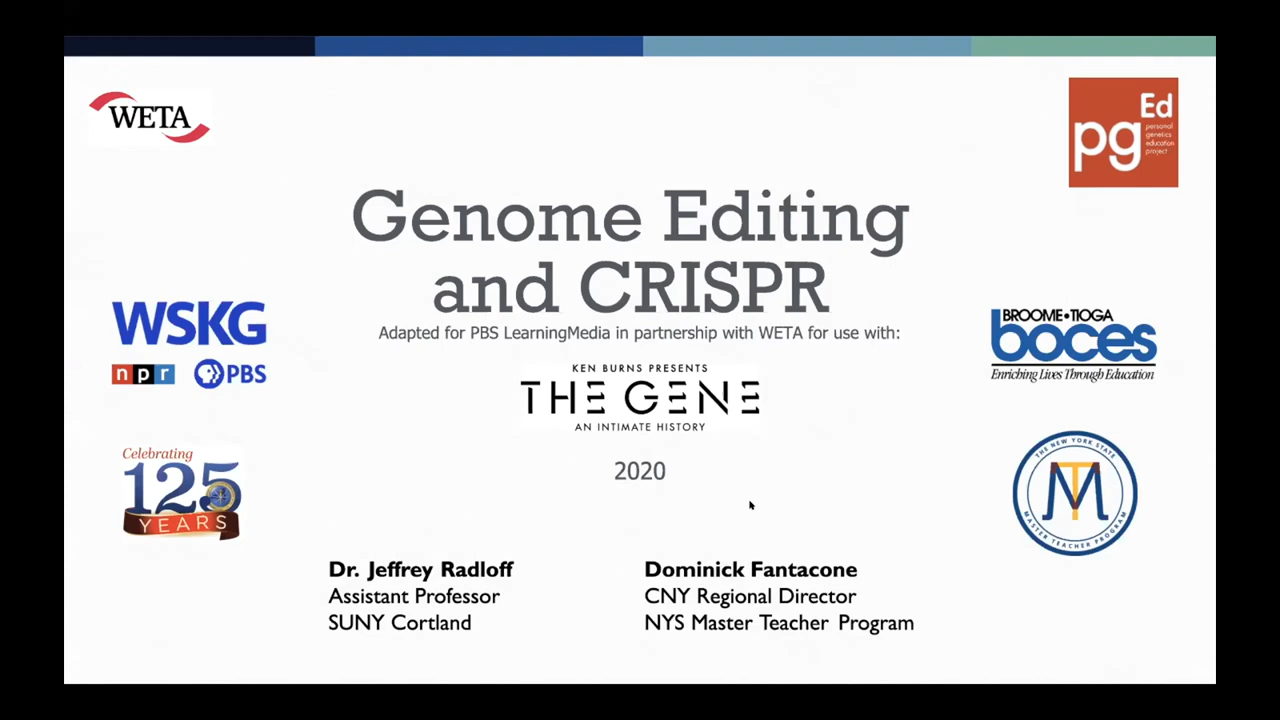 WETA
pg
Ed
personal
genetics
education
project
Genome Editing
and CRISPR
Adapted for PBS LearningMedia in partnership with WETA for use with:
KEN BURNS PRESENTS
THE GENE
AN INTIMATE HISTORY
2020
WSKG
npr PBS
Celebrating
125
YEARS
BROOME•TIOGA
boces
Enriching Lives Through Education
THE NEW YORK STATE
MT
MASTER TEACHER PROGRAM
Dr. Jeffrey Radloff
Assistant Professor
SUNY Cortland
Dominick Fantacone
CNY Regional Director
NYS Master Teacher Program